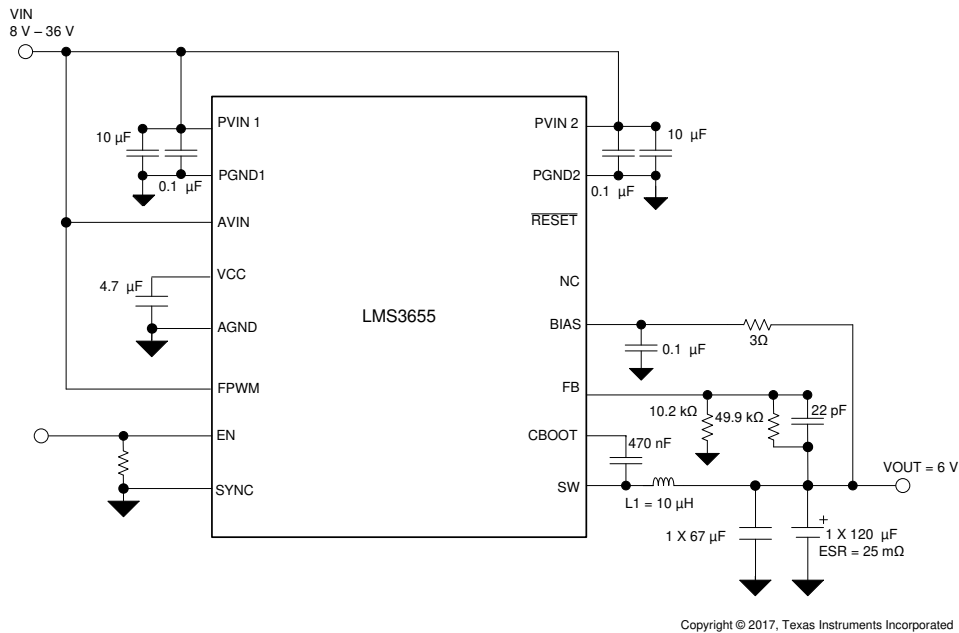 VIN
8 V – 36 V
PVIN 1
PVIN 2
10 µF
10 µF
PGND1
PGND2
0.1 µF
0.1 µF
AVIN
RESET
VCC
NC
4.7 µF
LMS3655
AGND
BIAS
3Ω
0.1 µF
FPWM
FB
10.2 kΩ
49.9 kΩ
22 pF
EN
CBOOT
470 nF
VOUT = 6 V
SYNC
SW
L1 = 10 µH
1 X 67 µF
+
1 X 120 µF
ESR = 25 mΩ
Copyright © 2017, Texas Instruments Incorporated